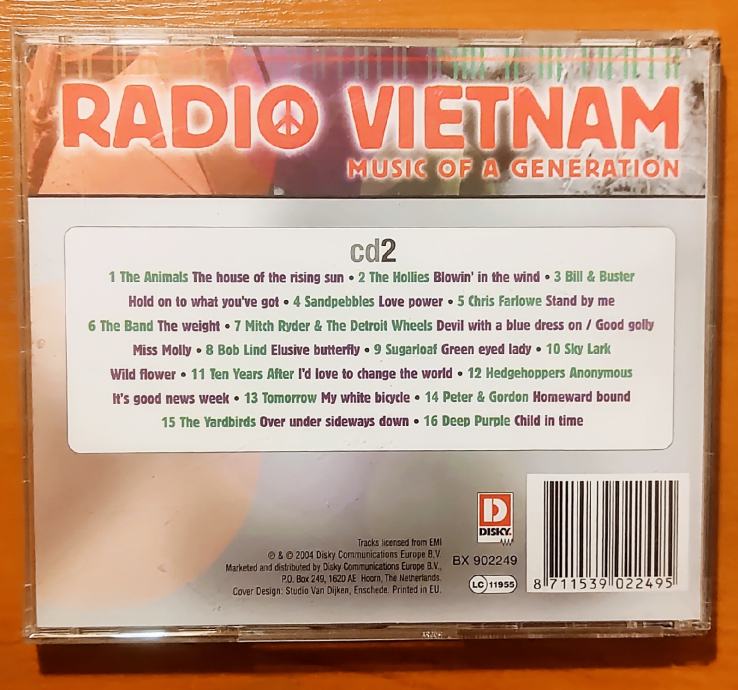 RADIO VIETNAM
MUSIC OF A GENERATION
cd2
1 The Animals The house of the rising sun • 2 The Hollies Blowin' in the wind • 3 Bill & Buster
Hold on to what you've got • 4 Sandpebbles Love power • 5 Chris Farlowe Stand by me
6 The Band The weight • 7 Mitch Ryder & The Detroit Wheels Devil with a blue dress on / Good golly
Miss Molly • 8 Bob Lind Elusive butterfly • 9 Sugarloaf Green eyed lady • 10 Sky Lark
Wild flower • 11 Ten Years After I'd love to change the world • 12 Hedgehoppers Anonymous
It's good news week • 13 Tomorrow My white bicycle • 14 Peter & Gordon Homeward bound
15 The Yardbirds Over under sideways down • 16 Deep Purple Child in time
Tracks licensed from EMI
℗ & © 2004 Disky Communications Europe B.V.
Marketed and distributed by Disky Communications Europe B.V.,
P.O. Box 249, 1620 AE Hoorn, The Netherlands.
Cover Design: Studio Van Dijken, Enschede. Printed in EU.
D
DISKY.
BX 902249
LC 11955
8 711539 022495